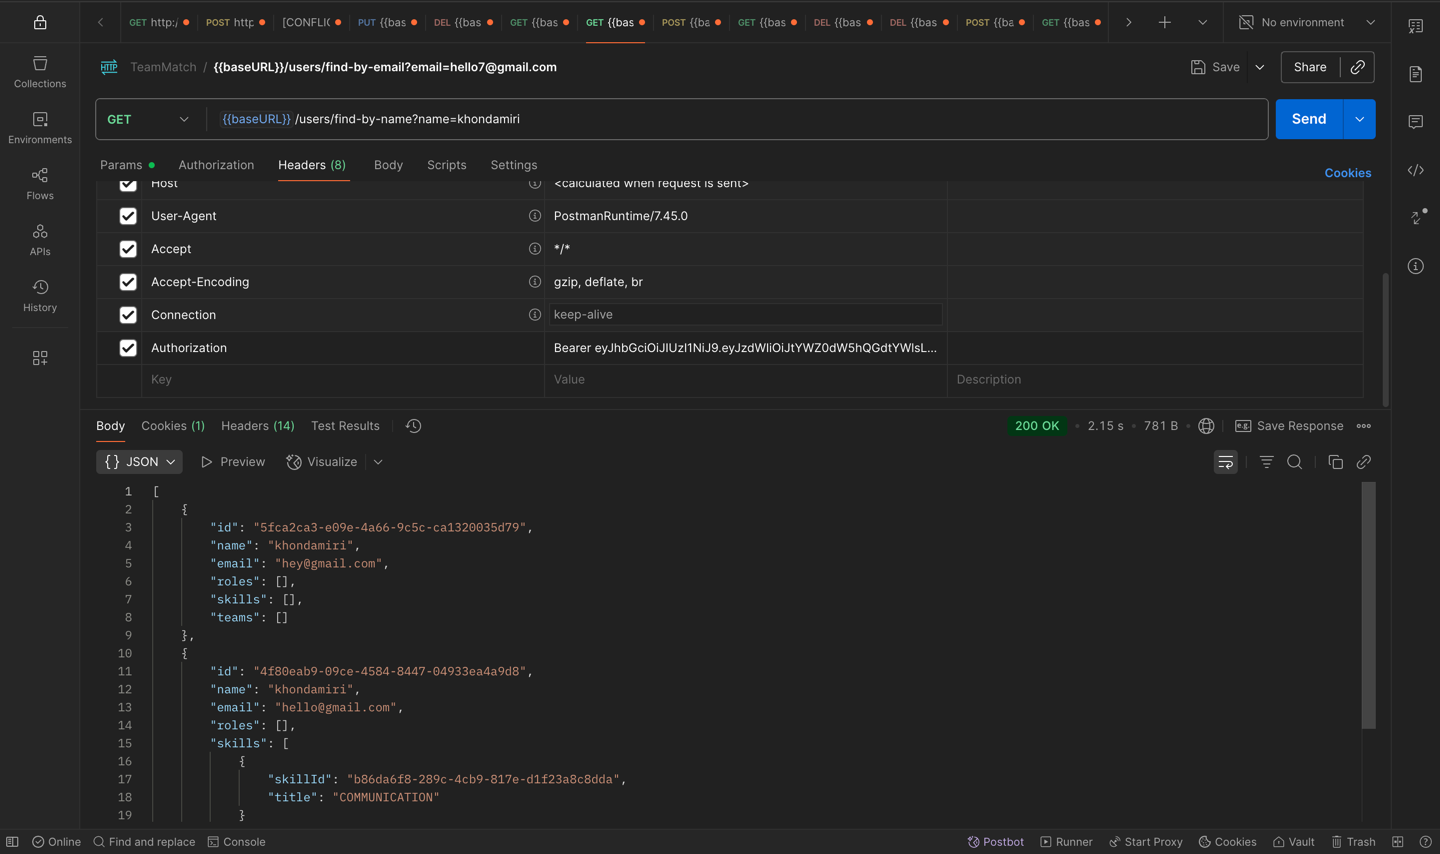 GET http:/
POST http
[CONFLIC
PUT {{bas
DEL {{bas
GET {{bas
GET {{bas
POST {{ba
GET {{bas
DEL {{bas
DEL {{bas
POST {{ba
GET {{bas
No environment
Collections
Environments
Flows
APIs
History
HTTP TeamMatch / {{baseURL}}/users/find-by-email?email=hello7@gmail.com
Save
Share
GET {{baseURL}} /users/find-by-name?name=khondamiri
Send
Params Authorization Headers (8) Body Scripts Settings
Cookies
Host <calculated when request is sent>
User-Agent PostmanRuntime/7.45.0
Accept */*
Accept-Encoding gzip, deflate, br
Connection keep-alive
Authorization Bearer eyJhbGciOiJIUzI1NiJ9.eyJzdWIiOiJtYWZ0dW5hQGdtYWlsL...
Key Value Description
Body Cookies (1) Headers (14) Test Results
200 OK 2.15 s 781 B e.g. Save Response
{} JSON Preview Visualize
1 [
2 {
3 "id": "5fca2ca3-e09e-4a66-9c5c-ca1320035d79",
4 "name": "khondamiri",
5 "email": "hey@gmail.com",
6 "roles": [],
7 "skills": [],
8 "teams": []
9 },
10 {
11 "id": "4f80eab9-09ce-4584-8447-04933ea4a9d8",
12 "name": "khondamiri",
13 "email": "hello@gmail.com",
14 "roles": [],
15 "skills": [
16 {
17 "skillId": "b86da6f8-289c-4cb9-817e-d1f23a8c8dda",
18 "title": "COMMUNICATION"
19 }
Online Find and replace Console
Postbot Runner Start Proxy Cookies Vault Trash